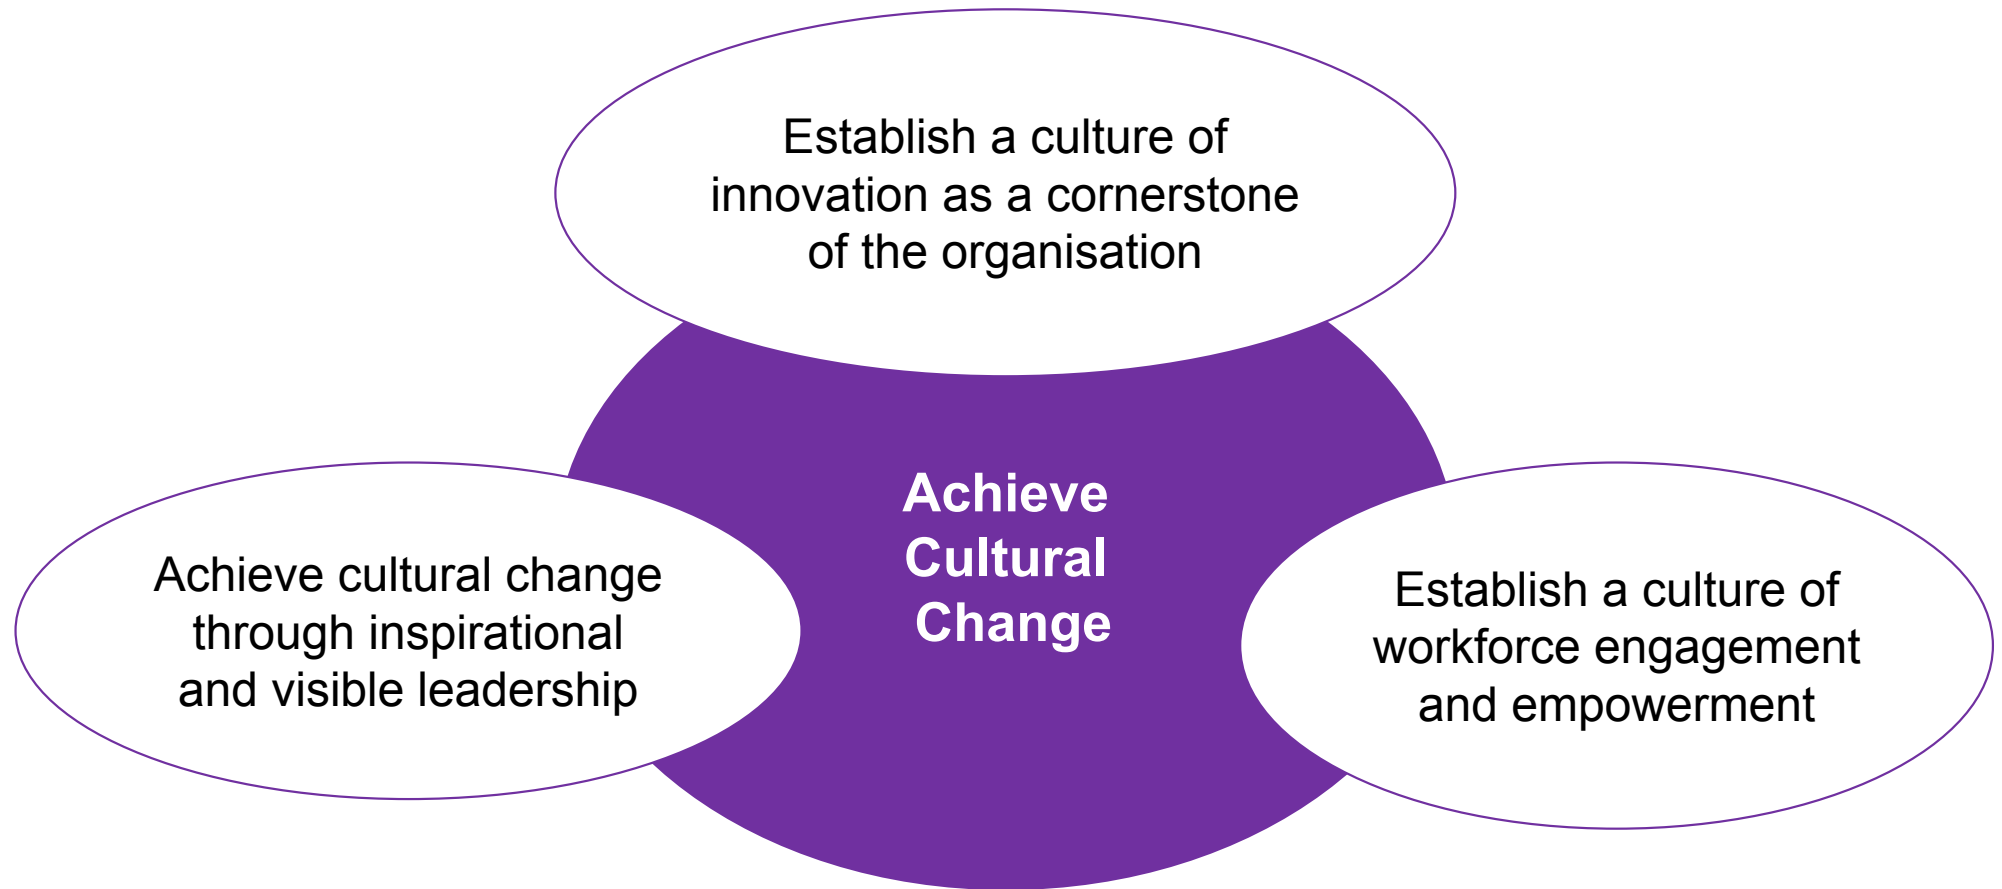 Establish a culture of
innovation as a cornerstone
of the organisation
Achieve
Cultural
Change
Achieve cultural change
through inspirational
and visible leadership
Establish a culture of
workforce engagement
and empowerment